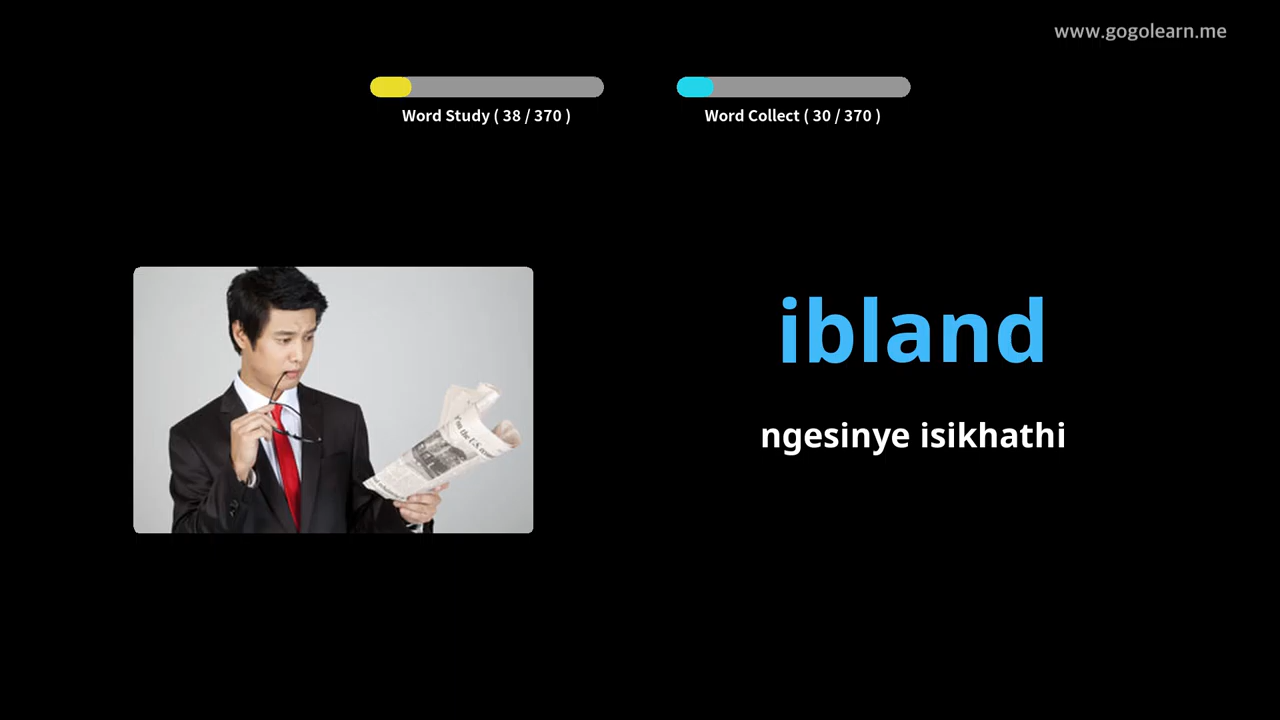 www.gogolearn.me
Word Study ( 38 / 370 )
Word Collect ( 30 / 370 )
ibland
ngesinye isikhathi